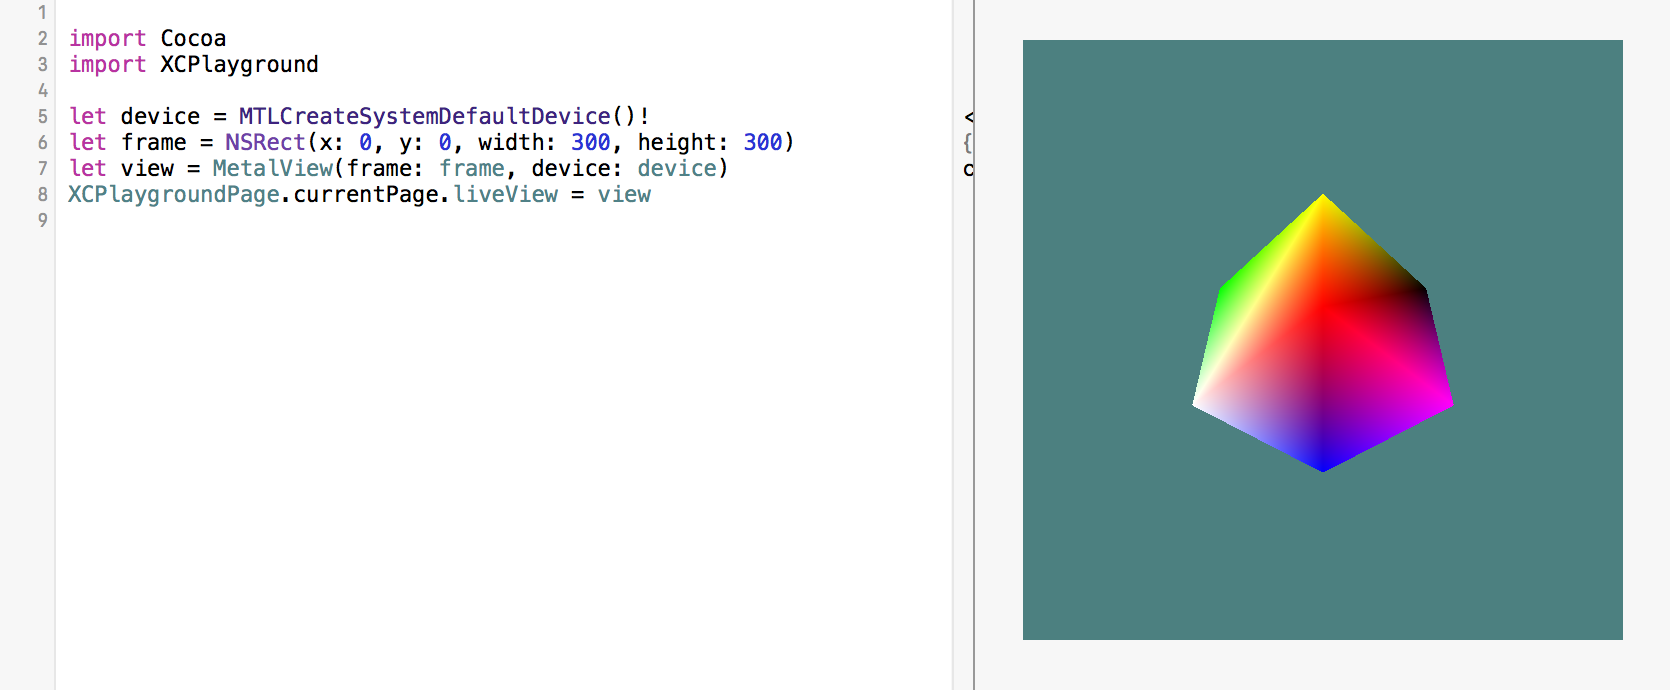 1
2 import Cocoa
3 import XCPlayground
4
5 let device = MTLCreateSystemDefaultDevice()!
6 let frame = NSRect(x: 0, y: 0, width: 300, height: 300)
7 let view = MetalView(frame: frame, device: device)
8 XCPlaygroundPage.currentPage.liveView = view
9